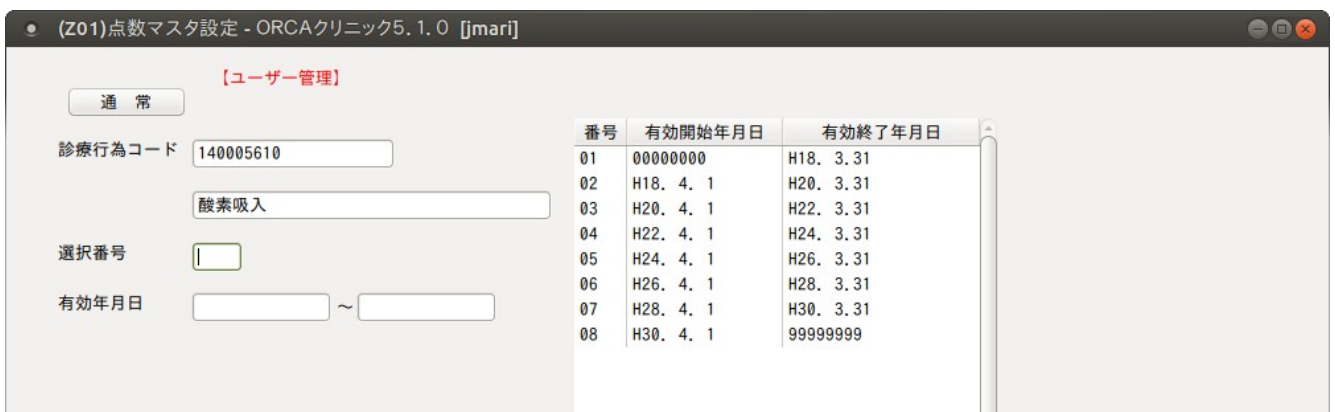 (Z01)点数マスタ設定 - ORCAクリニック5.1.0 [jmari]
【ユーザー管理】
通 常
診療行為コード 140005610
酸素吸入
選択番号
有効年月日 ～
番号 有効開始年月日 有効終了年月日
01 00000000 H18. 3.31
02 H18. 4. 1 H20. 3.31
03 H20. 4. 1 H22. 3.31
04 H22. 4. 1 H24. 3.31
05 H24. 4. 1 H26. 3.31
06 H26. 4. 1 H28. 3.31
07 H28. 4. 1 H30. 3.31
08 H30. 4. 1 99999999